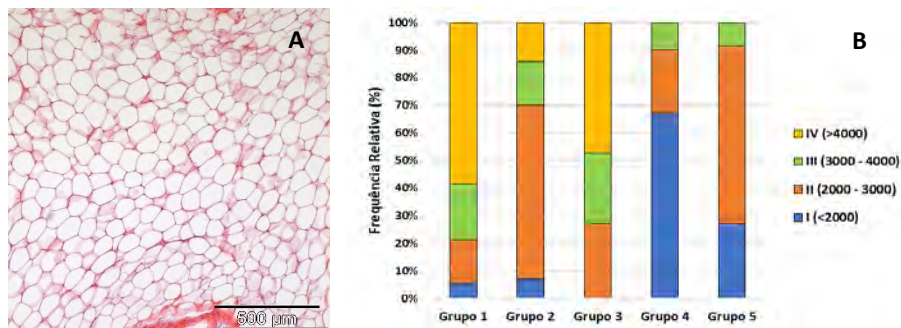 A
500 µm
B
Frequência Relativa (%)
100%
90%
80%
70%
60%
50%
40%
30%
20%
10%
0%
Grupo 1 Grupo 2 Grupo 3 Grupo 4 Grupo 5
IV (>4000)
III (3000 - 4000)
II (2000 - 3000)
I (<2000)